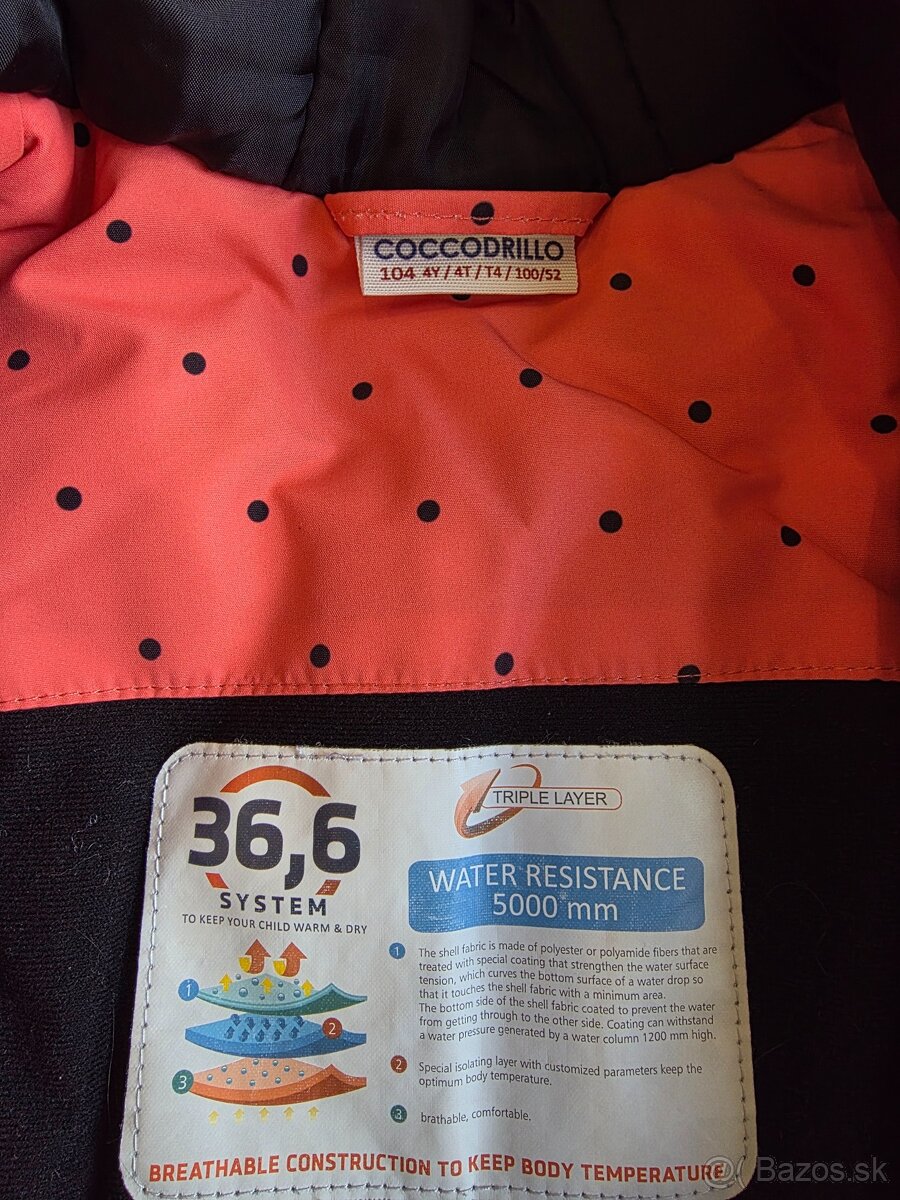 COCCODRILLO
104 4Y / 4T / T4 / 100/52
36,6
SYSTEM
TO KEEP YOUR CHILD WARM & DRY
1
2
3
TRIPLE LAYER
WATER RESISTANCE
5000 mm
1 The shell fabric is made of polyester or polyamide fibers that are
treated with special coating that strengthen the water surface
tension, which curves the bottom surface of a water drop so
that it touches the shell fabric with a minimum area.
The bottom side of the shell fabric coated to prevent the water
from getting through to the other side. Coating can withstand
a water pressure generated by a water column 1200 mm high.
2 Special isolating layer with customized parameters keep the
optimum body temperature.
3 brathable, comfortable.
BREATHABLE CONSTRUCTION TO KEEP BODY TEMPERATURE
Bazos.sk